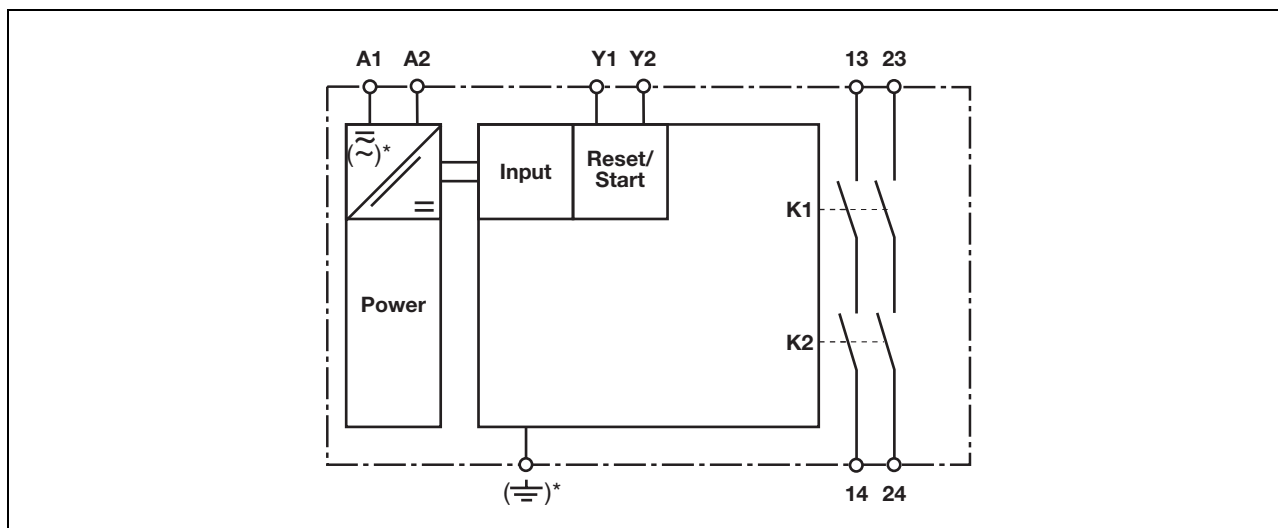 A1 A2 Y1 Y2 13 23
(~)*
Input
Reset/
Start
=
K1
Power
K2
( )*
14 24